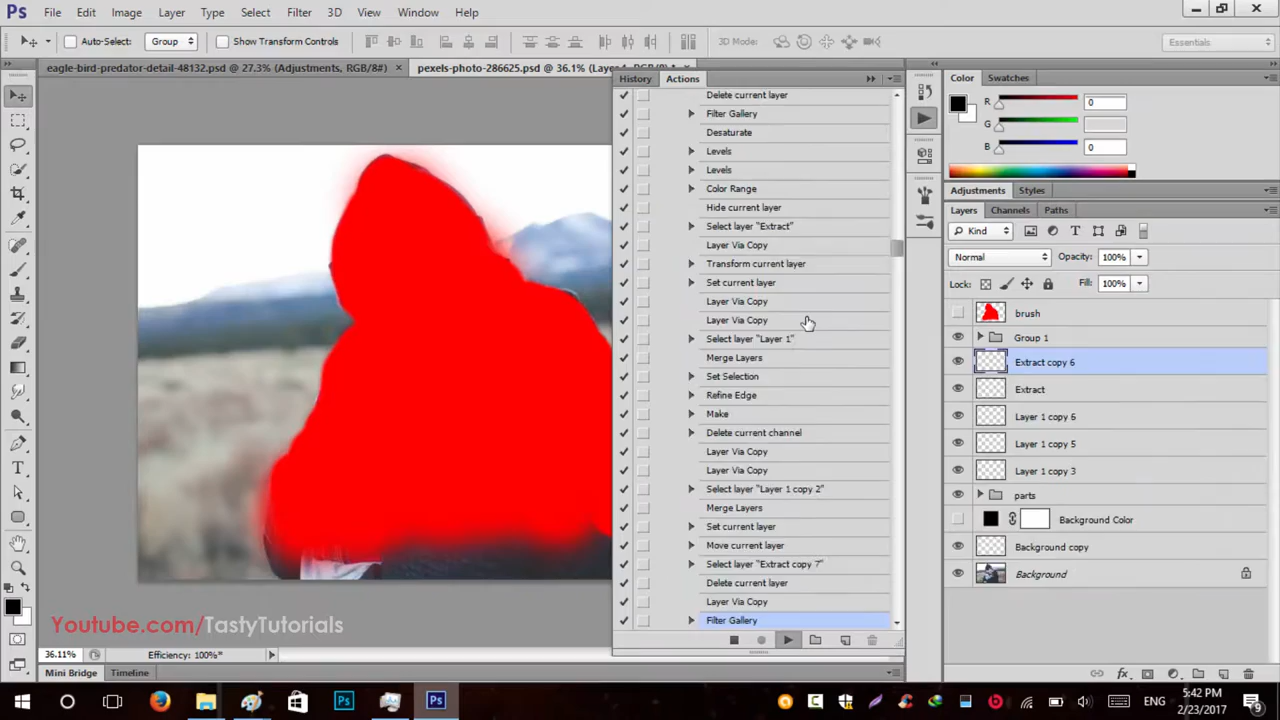 Ps File Edit Image Layer Type Select Filter 3D View Window Help
Auto-Select: Group Show Transform Controls 3D Mode: Essentials
eagle-bird-predator-detail-48132.psd @ 27.3% (Adjustments, RGB/8#) ×
History Actions
Delete current layer
Filter Gallery
Desaturate
Levels
Levels
Color Range
Hide current layer
Select layer "Extract"
Layer Via Copy
Transform current layer
Set current layer
Layer Via Copy
Layer Via Copy
Select layer "Layer 1"
Merge Layers
Set Selection
Refine Edge
Make
Delete current channel
Layer Via Copy
Layer Via Copy
Select layer "Layer 1 copy 2"
Merge Layers
Set current layer
Move current layer
Select layer "Extract copy 7"
Delete current layer
Layer Via Copy
Filter Gallery
Color Swatches
R 0
G
B 0
Adjustments Styles
Layers Channels Paths
Kind
Normal Opacity: 100%
Lock: Fill: 100%
brush
Group 1
Extract copy 6
Extract
Layer 1 copy 6
Layer 1 copy 5
Layer 1 copy 3
parts
Background Color
Background copy
Background
Youtube.com/TastyTutorials
36.11% Efficiency: 100%*
Mini Bridge Timeline
ENG
5:42 PM
2/23/2017